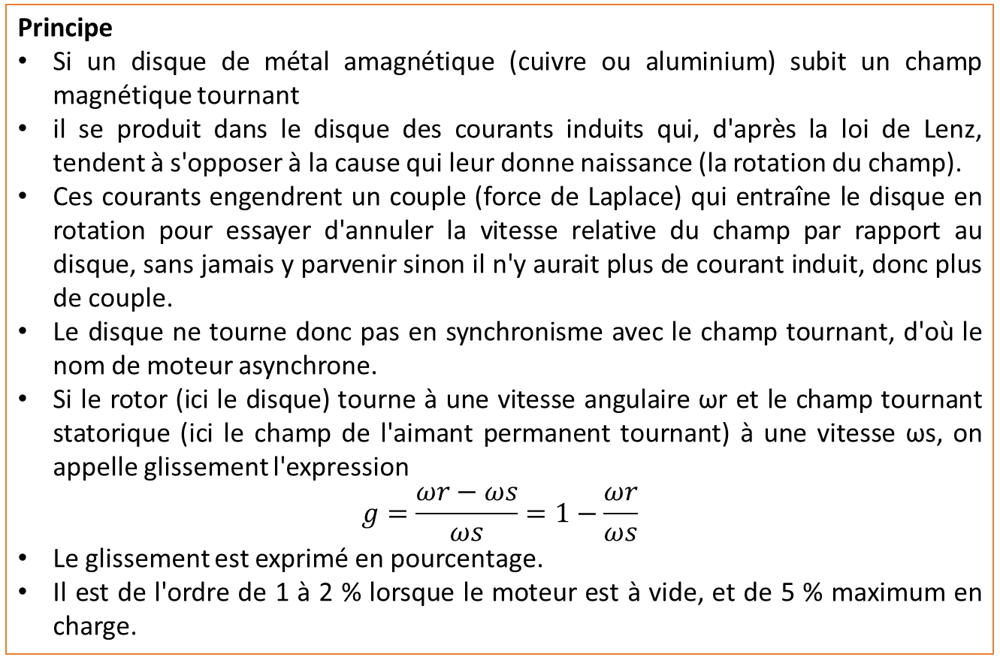 Principe
• Si un disque de métal amagnétique (cuivre ou aluminium) subit un champ
magnétique tournant
• il se produit dans le disque des courants induits qui, d'après la loi de Lenz,
tendent à s'opposer à la cause qui leur donne naissance (la rotation du champ).
• Ces courants engendrent un couple (force de Laplace) qui entraîne le disque en
rotation pour essayer d'annuler la vitesse relative du champ par rapport au
disque, sans jamais y parvenir sinon il n'y aurait plus de courant induit, donc plus
de couple.
• Le disque ne tourne donc pas en synchronisme avec le champ tournant, d'où le
nom de moteur asynchrone.
• Si le rotor (ici le disque) tourne à une vitesse angulaire ωr et le champ tournant
statorique (ici le champ de l'aimant permanent tournant) à une vitesse ωs, on
appelle glissement l'expression
g = (ωr − ωs)/ωs = 1 − ωr/ωs
• Le glissement est exprimé en pourcentage.
• Il est de l'ordre de 1 à 2 % lorsque le moteur est à vide, et de 5 % maximum en
charge.